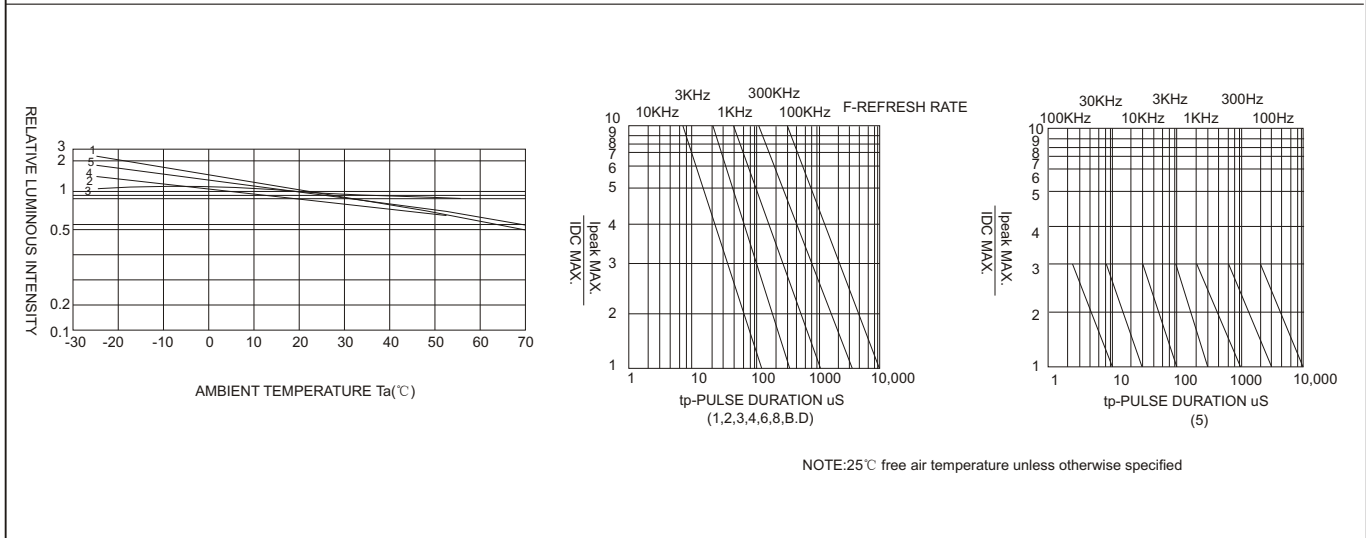 RELATIVE LUMINOUS INTENSITY
3
2
1
0.5
0.2
0.1
1
5
4
2
3
-30 -20 -10 0 10 20 30 40 50 60 70
AMBIENT TEMPERATURE Ta(℃)
3KHz 300KHz
10KHz 1KHz 100KHz F-REFRESH RATE
10
9
8
7
6
5
4
3
2
1
Ipeak MAX.
IDC MAX.
1 10 100 1000 10,000
tp-PULSE DURATION uS
(1,2,3,4,6,8,B.D)
30KHz 3KHz 300Hz
100KHz 10KHz 1KHz 100Hz
10
9
8
7
6
5
4
3
2
1
Ipeak MAX.
IDC MAX.
1 10 100 1000 10,000
tp-PULSE DURATION uS
(5)
NOTE:25℃ free air temperature unless otherwise specified